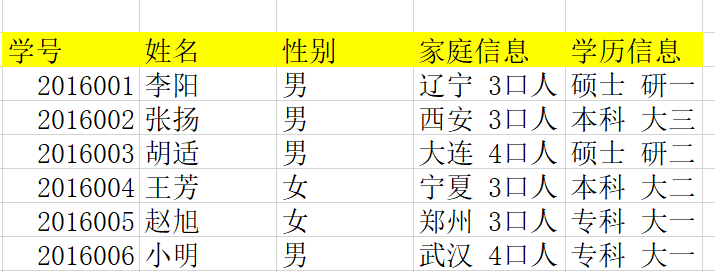 学号 姓名 性别 家庭信息 学历信息
2016001 李阳 男 辽宁 3口人 硕士 研一
2016002 张扬 男 西安 3口人 本科 大三
2016003 胡适 男 大连 4口人 硕士 研二
2016004 王芳 女 宁夏 3口人 本科 大二
2016005 赵旭 女 郑州 3口人 专科 大一
2016006 小明 男 武汉 4口人 专科 大一